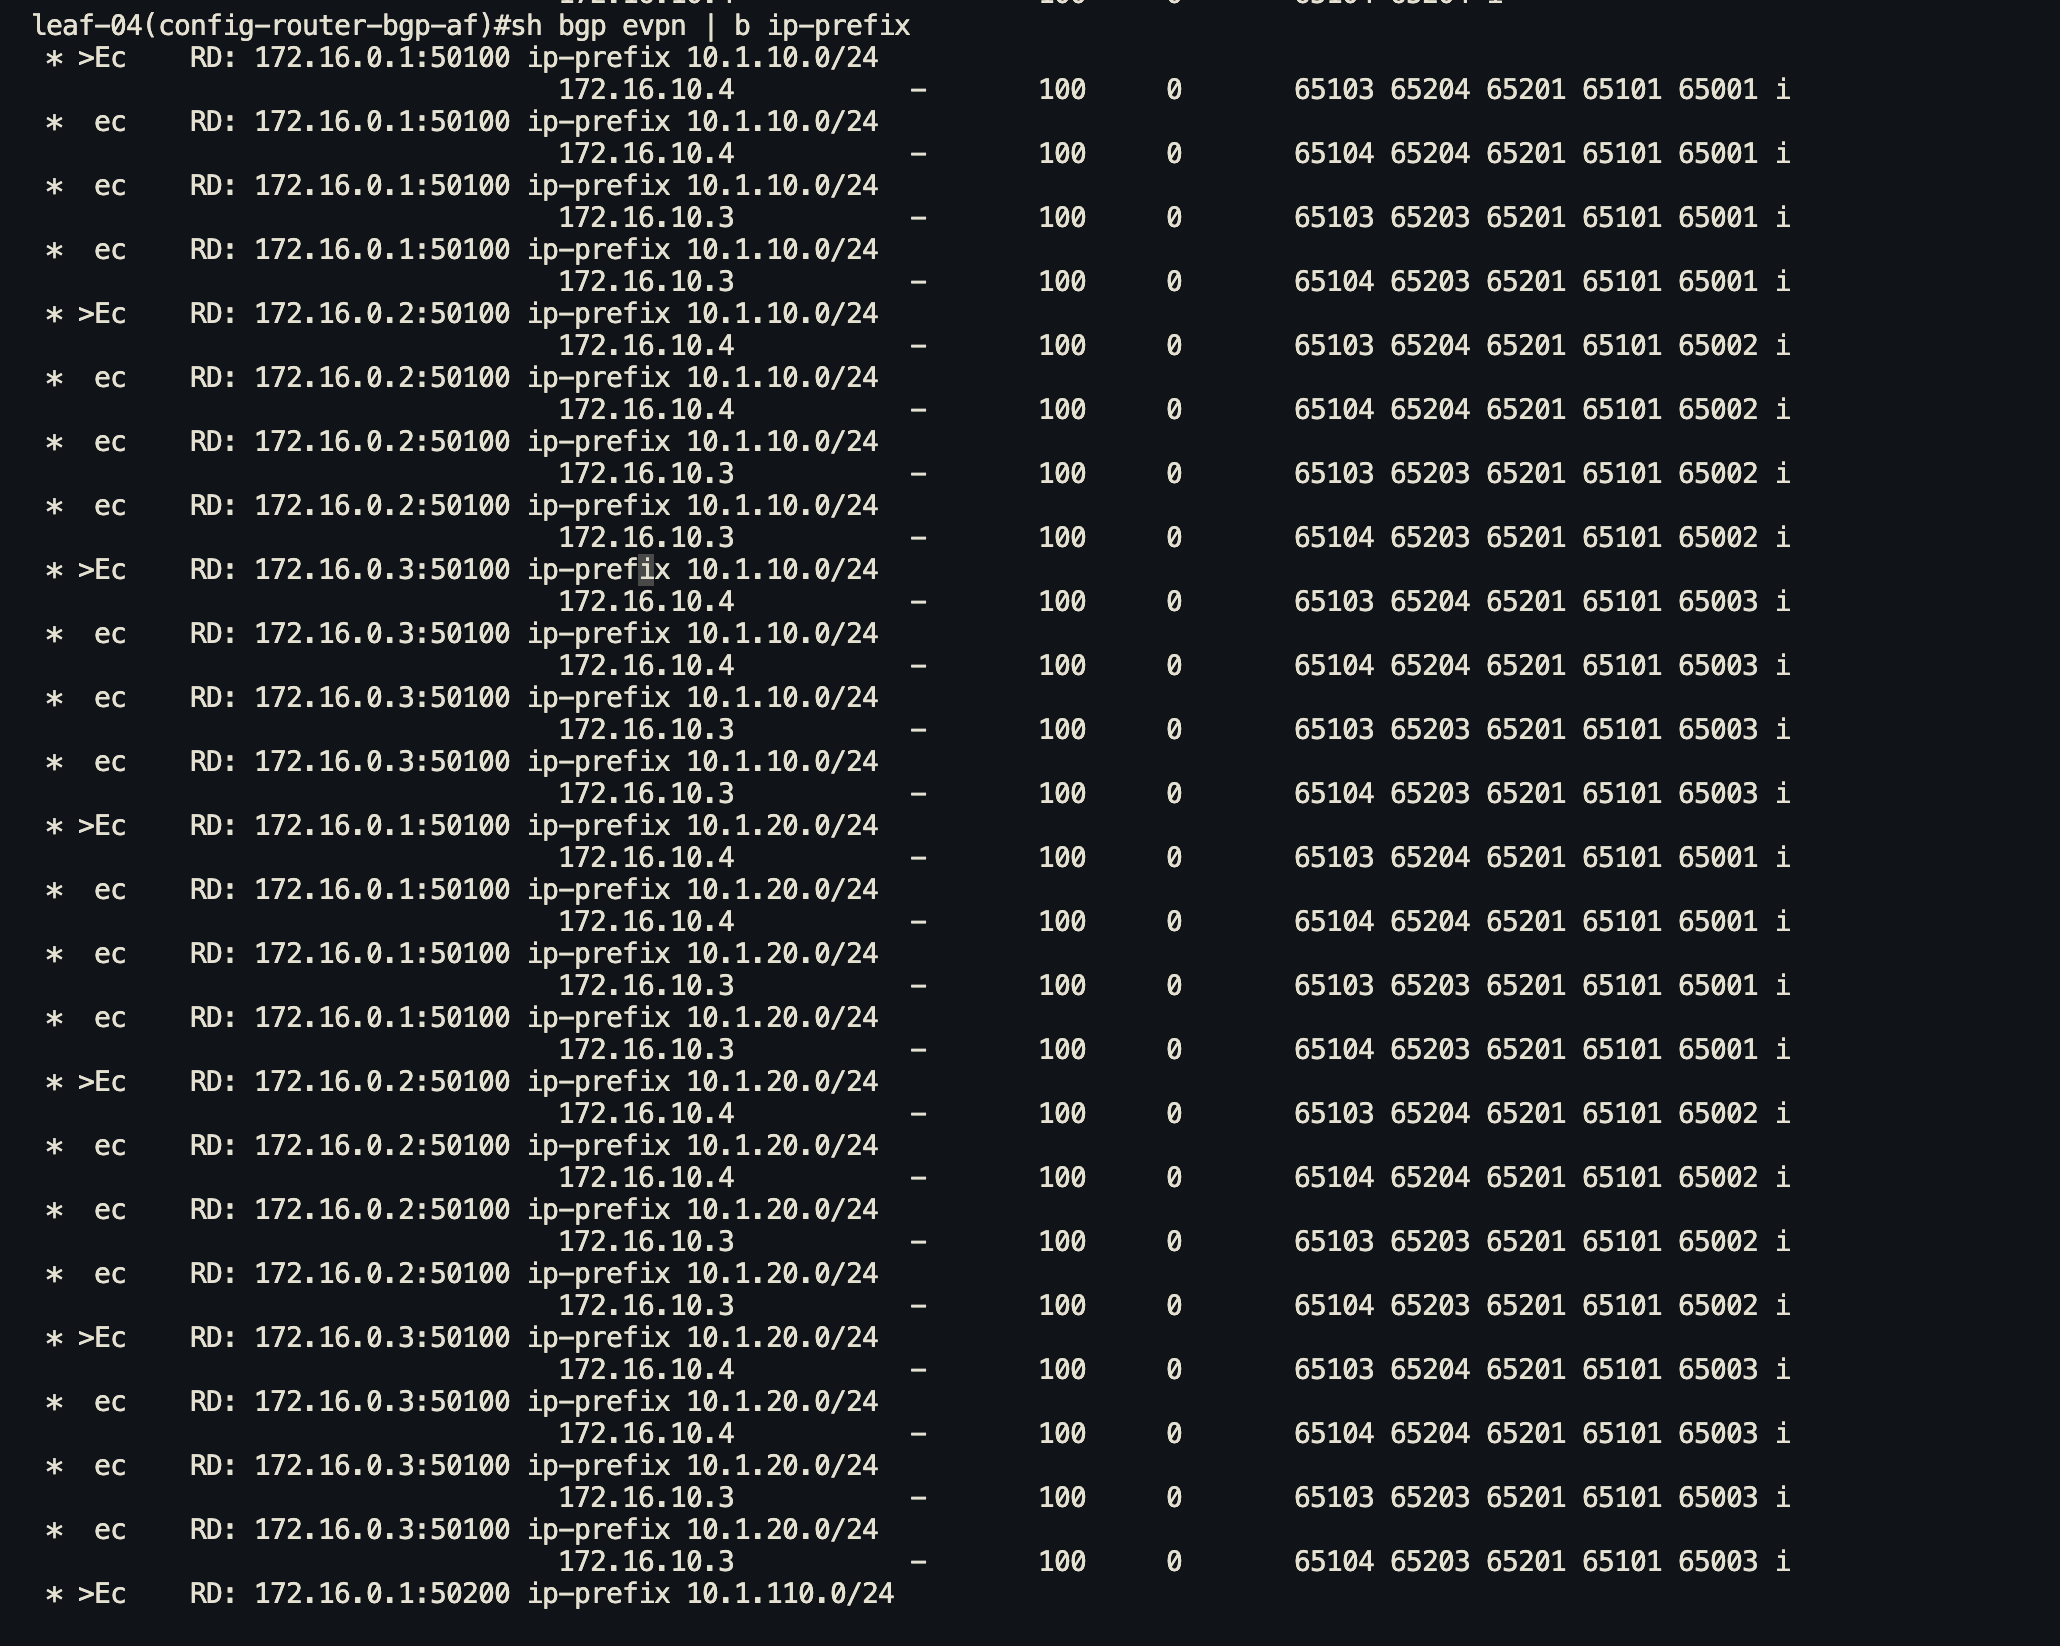 leaf-04(config-router-bgp-af)#sh bgp evpn | b ip-prefix
* >Ec RD: 172.16.0.1:50100 ip-prefix 10.1.10.0/24
172.16.10.4 – 100 0 65103 65204 65201 65101 65001 i
* ec RD: 172.16.0.1:50100 ip-prefix 10.1.10.0/24
172.16.10.4 – 100 0 65104 65204 65201 65101 65001 i
* ec RD: 172.16.0.1:50100 ip-prefix 10.1.10.0/24
172.16.10.3 – 100 0 65103 65203 65201 65101 65001 i
* ec RD: 172.16.0.1:50100 ip-prefix 10.1.10.0/24
172.16.10.3 – 100 0 65104 65203 65201 65101 65001 i
* >Ec RD: 172.16.0.2:50100 ip-prefix 10.1.10.0/24
172.16.10.4 – 100 0 65103 65204 65201 65101 65002 i
* ec RD: 172.16.0.2:50100 ip-prefix 10.1.10.0/24
172.16.10.4 – 100 0 65104 65204 65201 65101 65002 i
* ec RD: 172.16.0.2:50100 ip-prefix 10.1.10.0/24
172.16.10.3 – 100 0 65103 65203 65201 65101 65002 i
* ec RD: 172.16.0.2:50100 ip-prefix 10.1.10.0/24
172.16.10.3 – 100 0 65104 65203 65201 65101 65002 i
* >Ec RD: 172.16.0.3:50100 ip-prefix 10.1.10.0/24
172.16.10.4 – 100 0 65103 65204 65201 65101 65003 i
* ec RD: 172.16.0.3:50100 ip-prefix 10.1.10.0/24
172.16.10.4 – 100 0 65104 65204 65201 65101 65003 i
* ec RD: 172.16.0.3:50100 ip-prefix 10.1.10.0/24
172.16.10.3 – 100 0 65103 65203 65201 65101 65003 i
* ec RD: 172.16.0.3:50100 ip-prefix 10.1.10.0/24
172.16.10.3 – 100 0 65104 65203 65201 65101 65003 i
* >Ec RD: 172.16.0.1:50100 ip-prefix 10.1.20.0/24
172.16.10.4 – 100 0 65103 65204 65201 65101 65001 i
* ec RD: 172.16.0.1:50100 ip-prefix 10.1.20.0/24
172.16.10.4 – 100 0 65104 65204 65201 65101 65001 i
* ec RD: 172.16.0.1:50100 ip-prefix 10.1.20.0/24
172.16.10.3 – 100 0 65103 65203 65201 65101 65001 i
* ec RD: 172.16.0.1:50100 ip-prefix 10.1.20.0/24
172.16.10.3 – 100 0 65104 65203 65201 65101 65001 i
* >Ec RD: 172.16.0.2:50100 ip-prefix 10.1.20.0/24
172.16.10.4 – 100 0 65103 65204 65201 65101 65002 i
* ec RD: 172.16.0.2:50100 ip-prefix 10.1.20.0/24
172.16.10.4 – 100 0 65104 65204 65201 65101 65002 i
* ec RD: 172.16.0.2:50100 ip-prefix 10.1.20.0/24
172.16.10.3 – 100 0 65103 65203 65201 65101 65002 i
* ec RD: 172.16.0.2:50100 ip-prefix 10.1.20.0/24
172.16.10.3 – 100 0 65104 65203 65201 65101 65002 i
* >Ec RD: 172.16.0.3:50100 ip-prefix 10.1.20.0/24
172.16.10.4 – 100 0 65103 65204 65201 65101 65003 i
* ec RD: 172.16.0.3:50100 ip-prefix 10.1.20.0/24
172.16.10.4 – 100 0 65104 65204 65201 65101 65003 i
* ec RD: 172.16.0.3:50100 ip-prefix 10.1.20.0/24
172.16.10.3 – 100 0 65103 65203 65201 65101 65003 i
* ec RD: 172.16.0.3:50100 ip-prefix 10.1.20.0/24
172.16.10.3 – 100 0 65104 65203 65201 65101 65003 i
* >Ec RD: 172.16.0.1:50200 ip-prefix 10.1.110.0/24